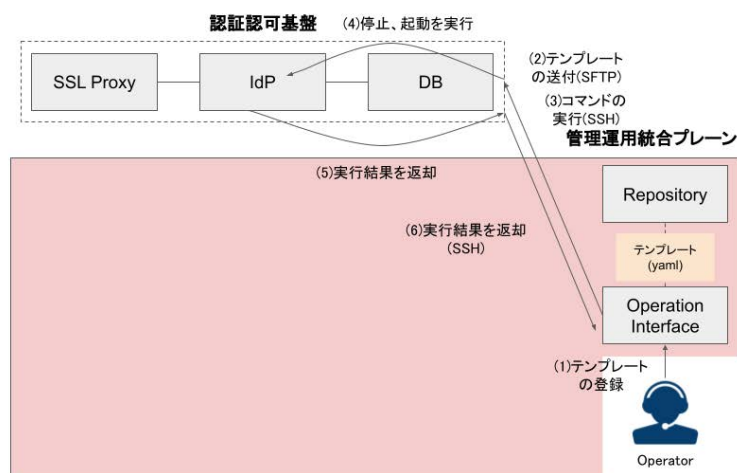 認証認可基盤
(4)停止、起動を実行
SSL Proxy
IdP
DB
(2)テンプレート
の送付(SFTP)
(3)コマンドの
実行(SSH)
管理運用統合プレーン
(5)実行結果を返却
Repository
(6)実行結果を返却
(SSH)
テンプレート
(yaml)
Operation
Interface
(1)テンプレート
の登録
Operator